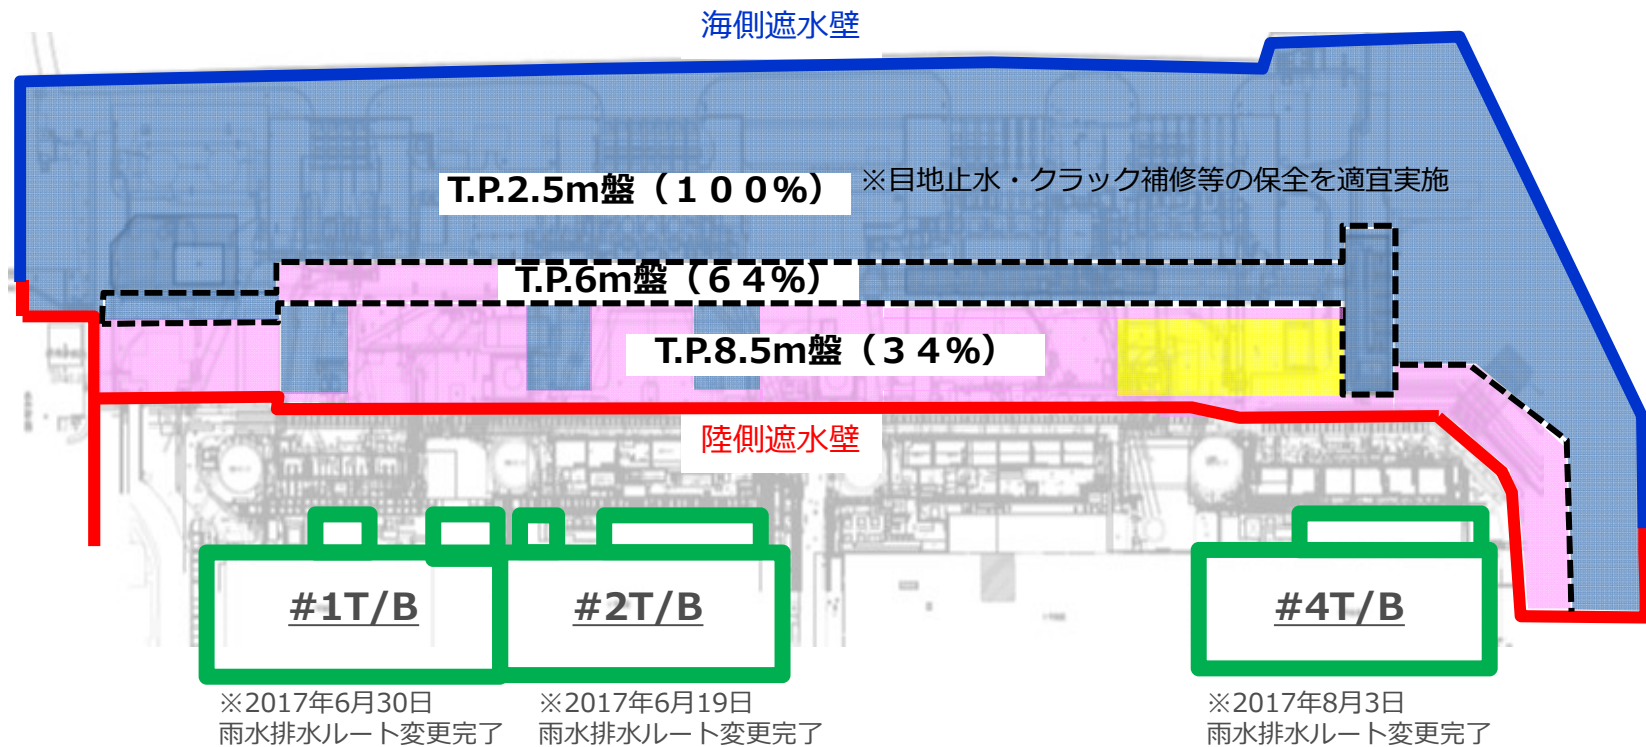 海側遮水壁
T.P.2.5m盤（１００%）
※目地止水・クラック補修等の保全を適宜実施
T.P.6m盤（６４%）
T.P.8.5m盤（３４%）
陸側遮水壁
#1T/B
#2T/B
#4T/B
※2017年6月30日
雨水排水ルート変更完了
※2017年6月19日
雨水排水ルート変更完了
※2017年8月3日
雨水排水ルート変更完了